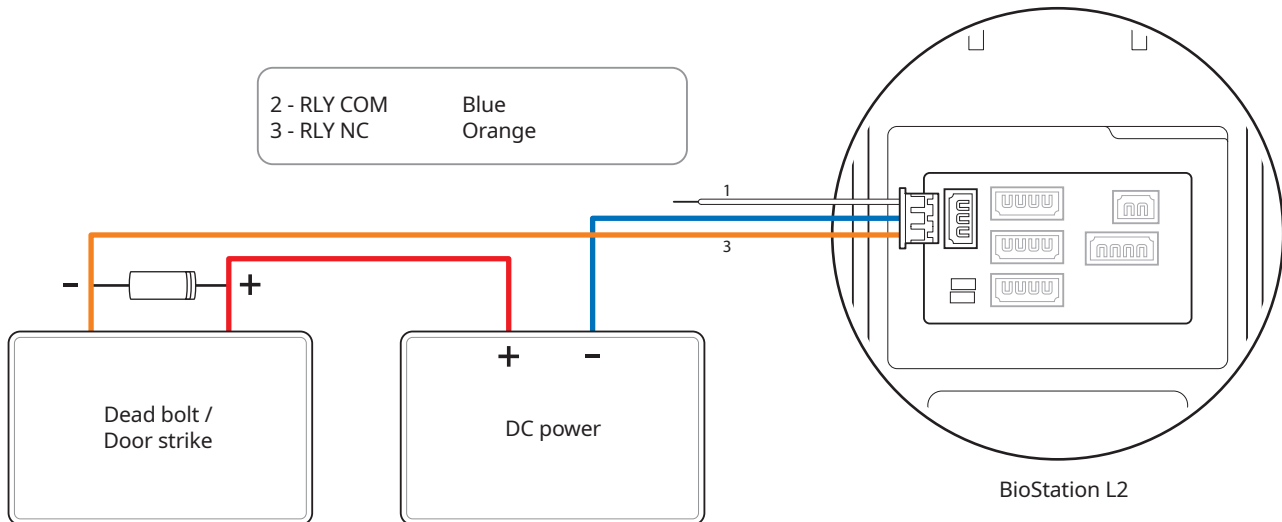 2 - RLY COM Blue
3 - RLY NC Orange
1
3
- +
+ -
Dead bolt /
Door strike
DC power
BioStation L2